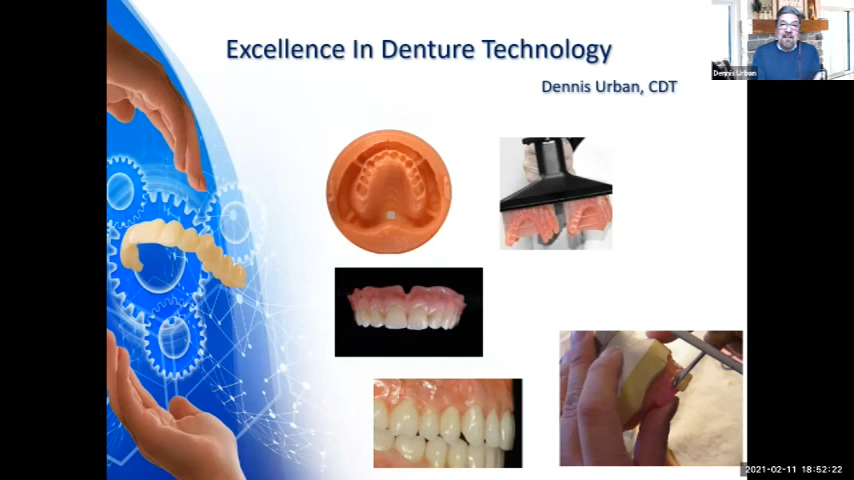 Excellence In Denture Technology
Dennis Urban, CDT
Dennis Urban
2021-02-11 18:52:22